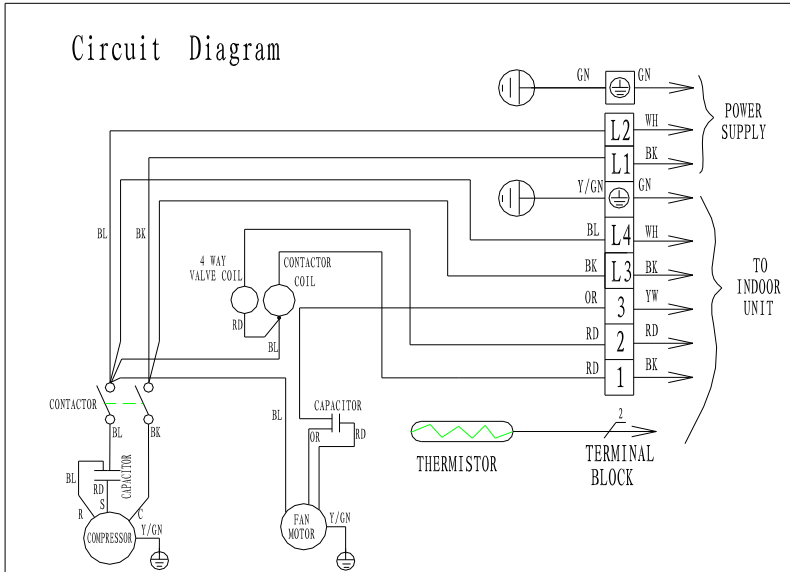 Circuit Diagram
GN
GN
POWER
SUPPLY
L2
WH
L1
BK
Y/GN
GN
BL
L4
WH
BK
L3
BK
OR
3
YW
RD
2
RD
RD
1
BK
TO
INDOOR
UNIT
BL
BK
4 WAY
VALVE COIL
CONTACTOR
COIL
RD
BL
CONTACTOR
BL
BK
BL
CAPACITOR
OR
RD
BL
RD
CAPACITOR
R
S
C
COMPRESSOR
Y/GN
FAN
MOTOR
Y/GN
THERMISTOR
2
TERMINAL
BLOCK